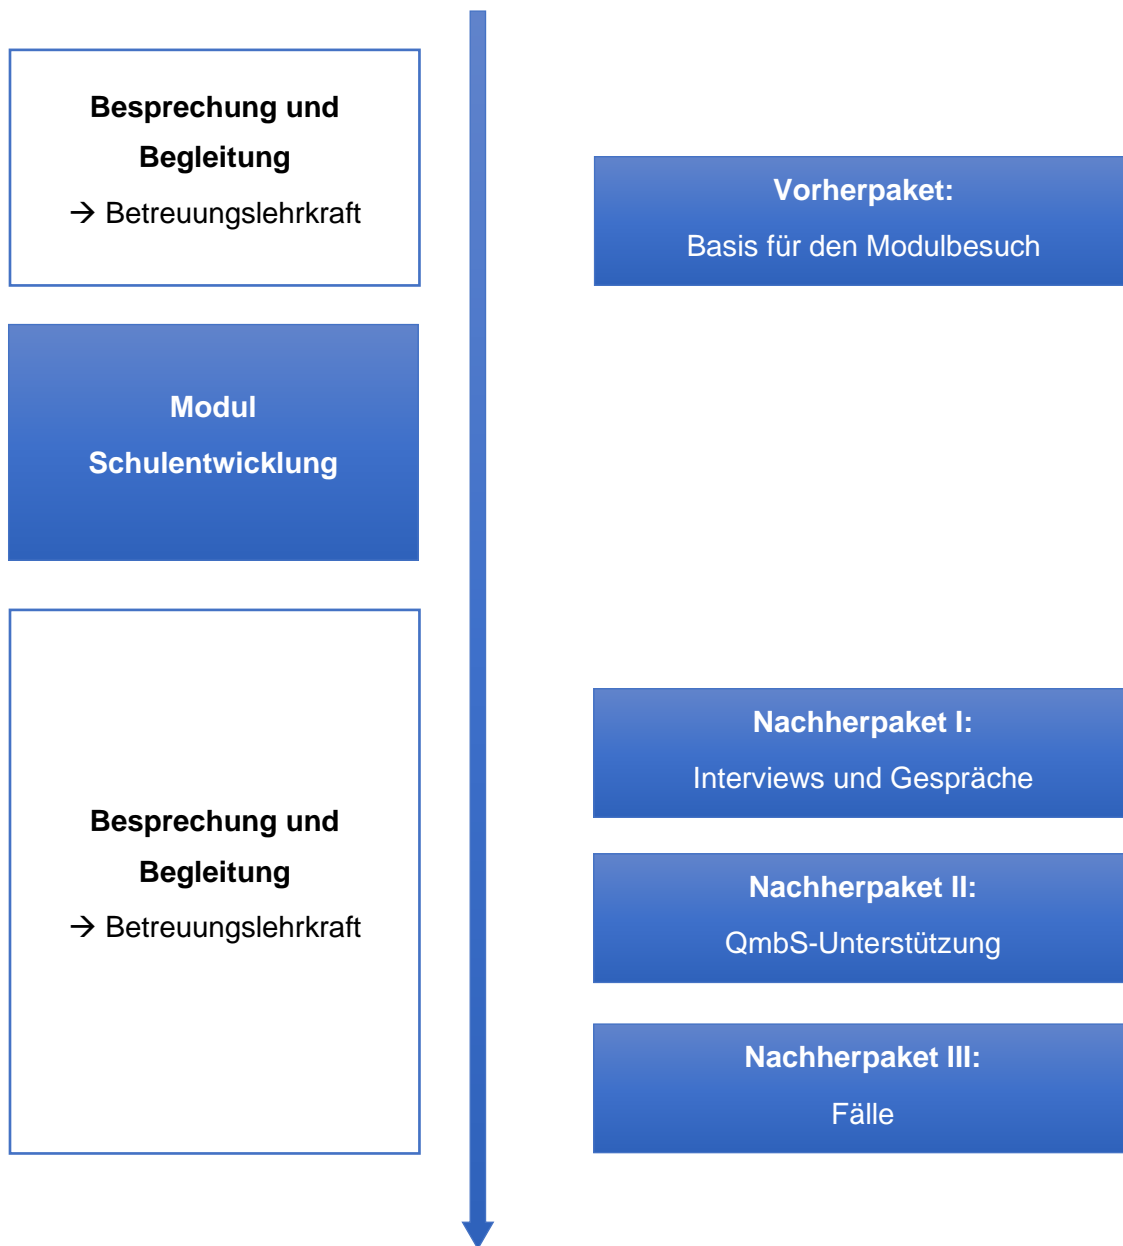 Besprechung und
Begleitung
→ Betreuungslehrkraft
Vorherpaket:
Basis für den Modulbesuch
Modul
Schulentwicklung
Besprechung und
Begleitung
→ Betreuungslehrkraft
Nachherpaket I:
Interviews und Gespräche
Nachherpaket II:
QmbS-Unterstützung
Nachherpaket III:
Fälle